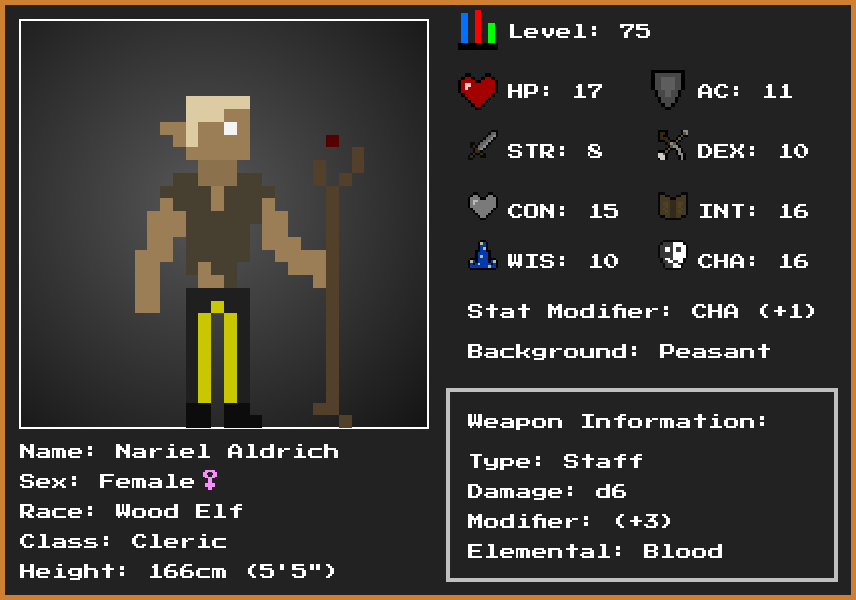 Level: 75
HP: 17
AC: 11
STR: 8
DEX: 10
CON: 15
INT: 16
WIS: 10
CHA: 16
Stat Modifier: CHA (+1)
Background: Peasant
Weapon Information:
Type: Staff
Damage: d6
Modifier: (+3)
Elemental: Blood
Name: Nariel Aldrich
Sex: Female♀
Race: Wood Elf
Class: Cleric
Height: 166cm (5'5")